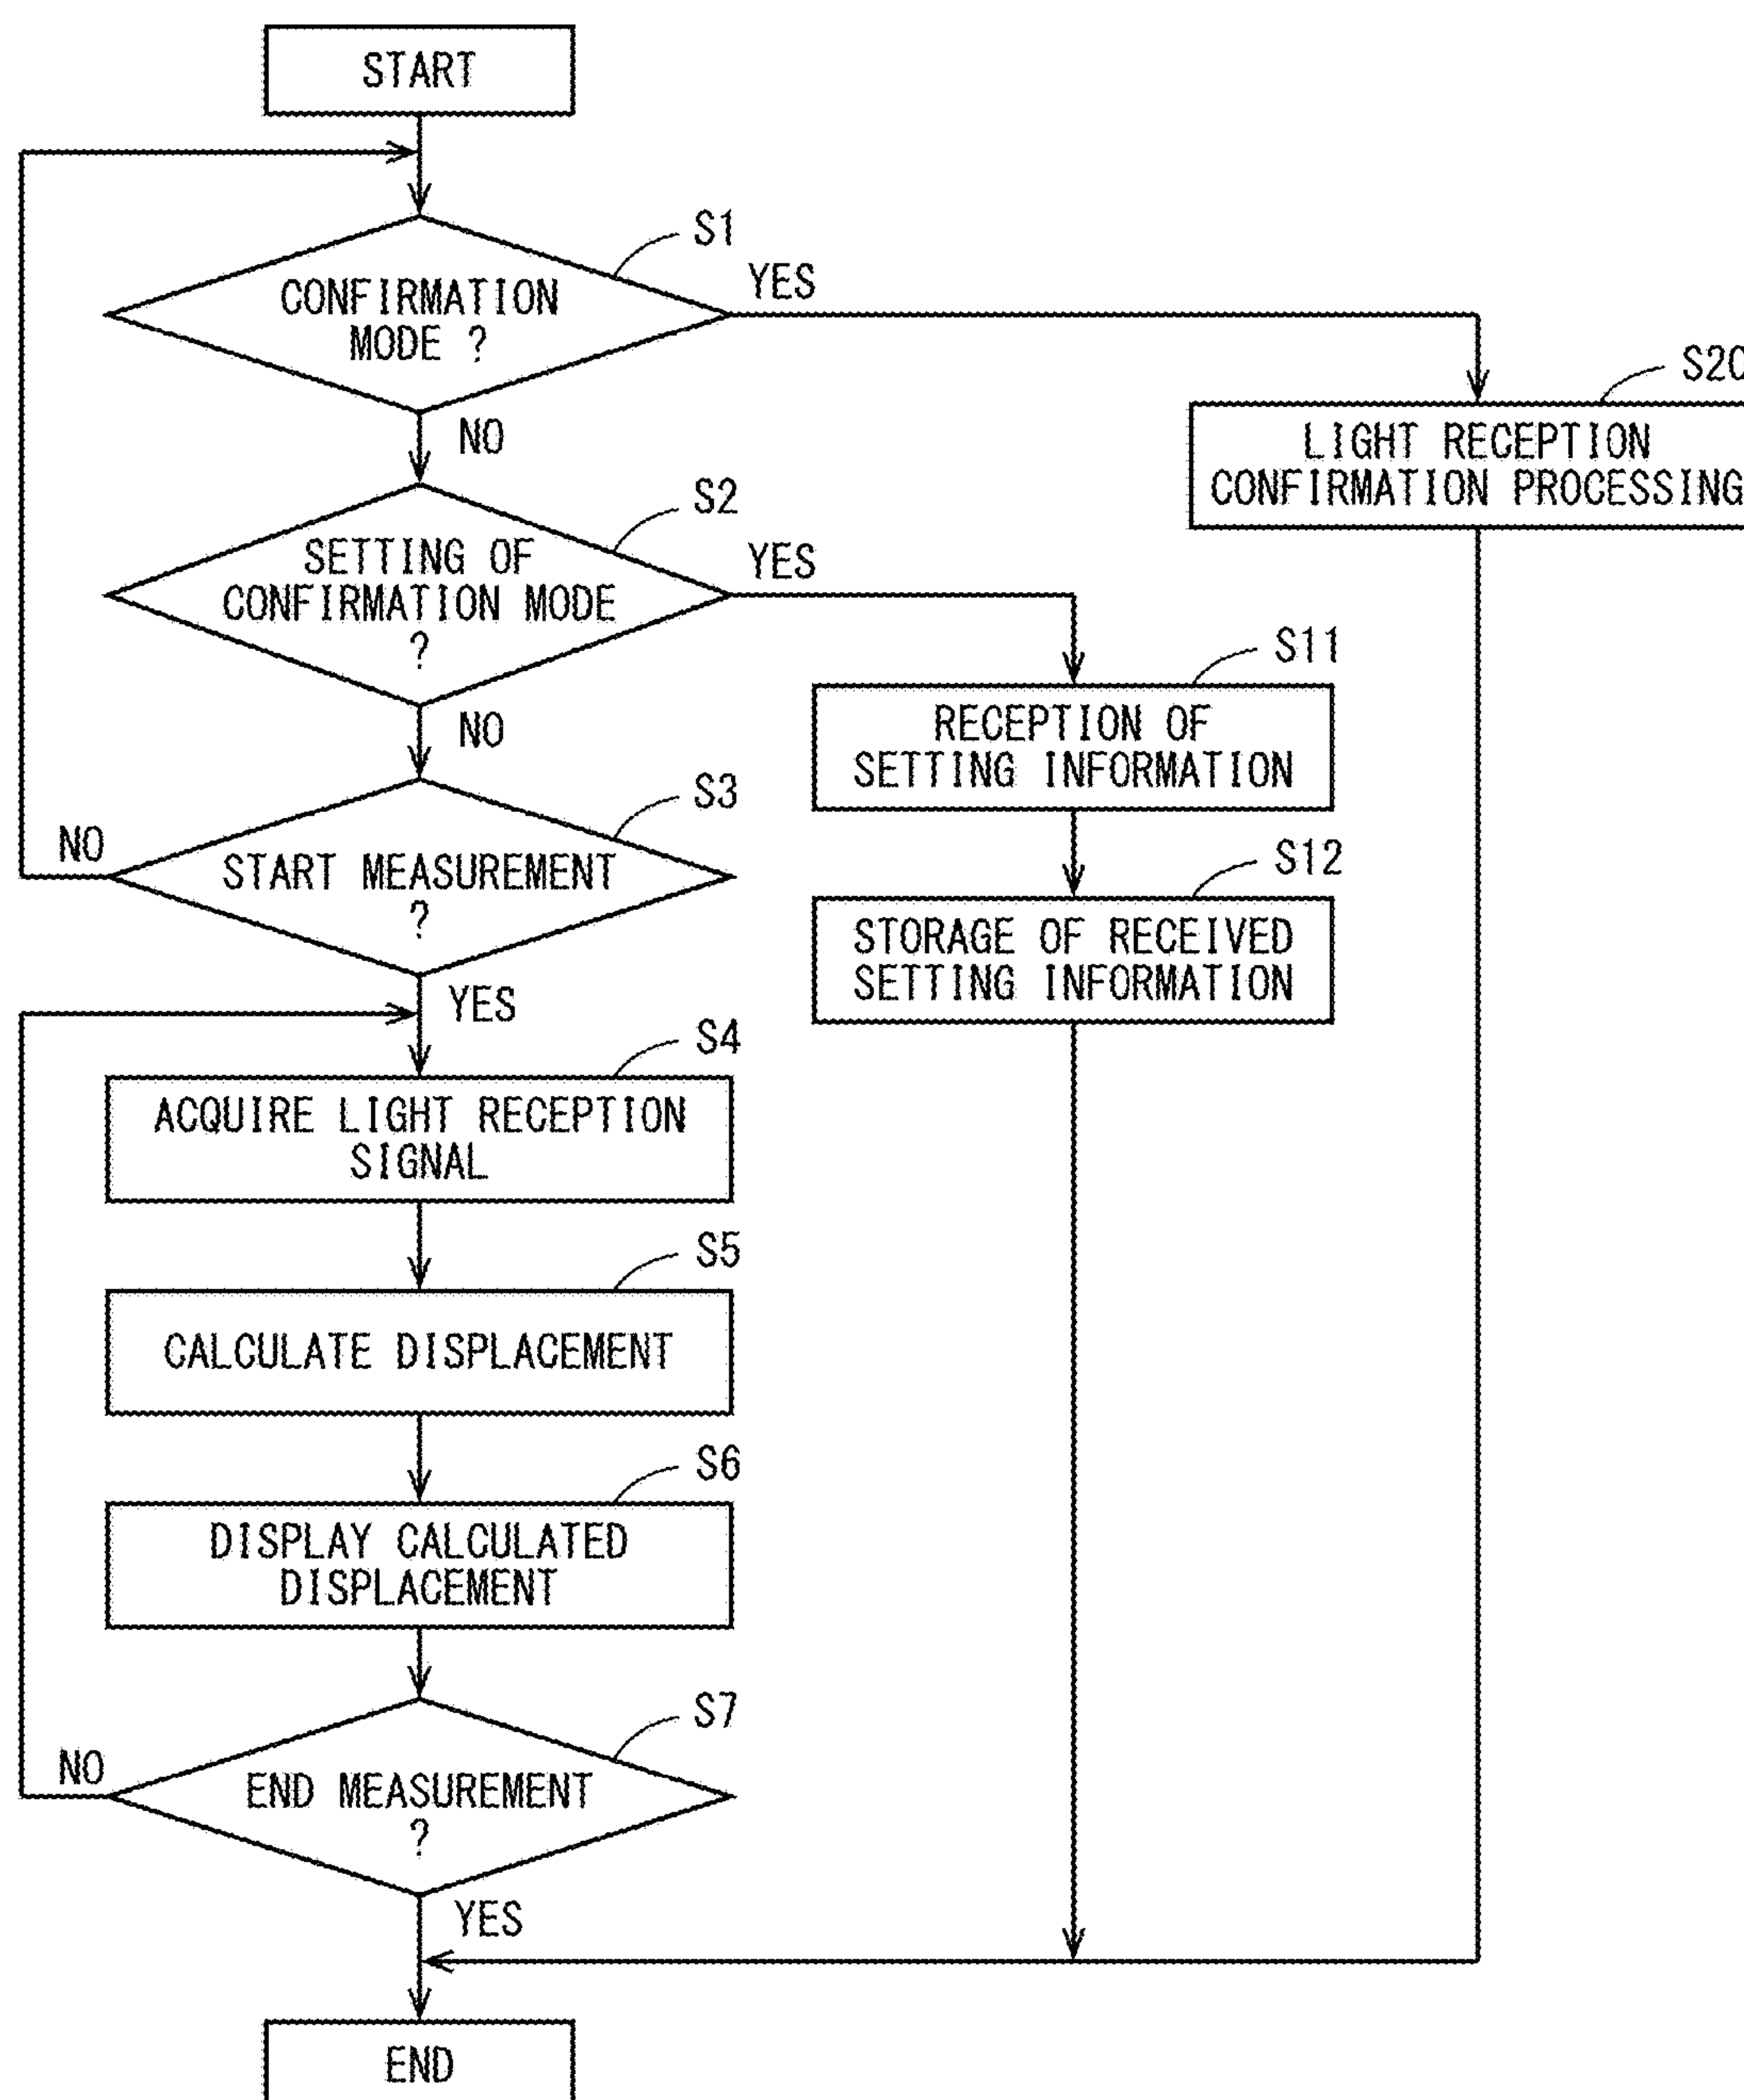 START
S1
CONFIRMATION
MODE ?
YES
NO
S20
LIGHT RECEPTION
CONFIRMATION PROCESSING
S2
SETTING OF
CONFIRMATION MODE
?
YES
NO
S11
RECEPTION OF
SETTING INFORMATION
S12
STORAGE OF RECEIVED
SETTING INFORMATION
S3
START MEASUREMENT
?
NO
YES
S4
ACQUIRE LIGHT RECEPTION
SIGNAL
S5
CALCULATE DISPLACEMENT
S6
DISPLAY CALCULATED
DISPLACEMENT
S7
END MEASUREMENT
?
NO
YES
END